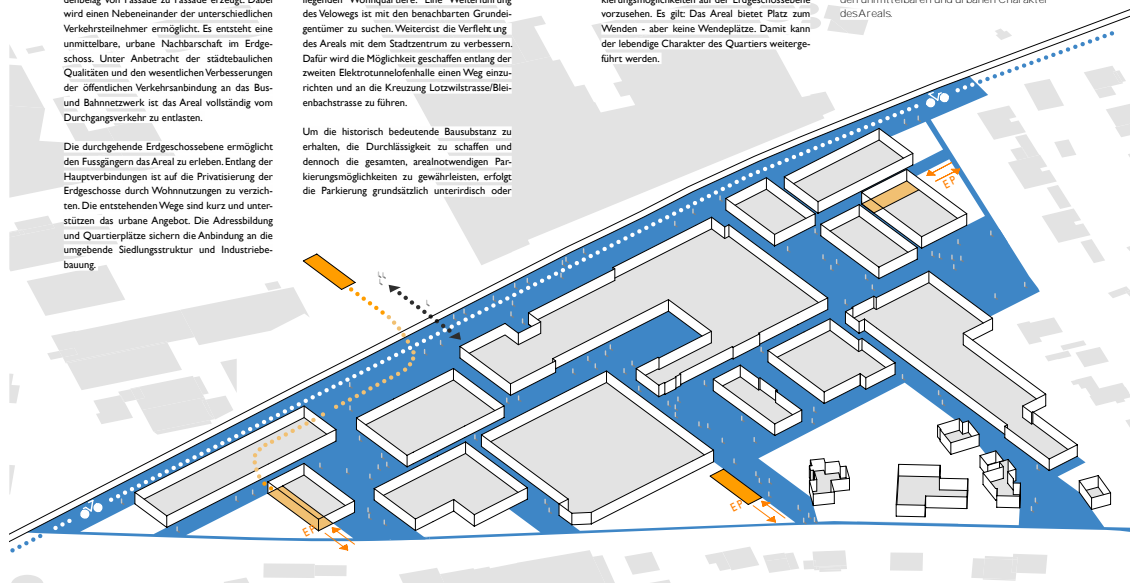 denbelag von Fassade zu Fassade erzeugt. Dabei
wird einen Nebeneinander der unterschiedlichen
Verkehrsteilnehmer ermöglicht. Es entsteht eine
unmittelbare, urbane Nachbarschaft im Erdge-
schoss. Unter Anbetracht der städtebaulichen
Qualitäten und den wesentlichen Verbesserungen
der öffentlichen Verkehrsanbindung an das Bus-
und Bahnnetzwerk ist das Areal vollständig vom
Durchgangsverkehr zu entlasten.
Die durchgehende Erdgeschossebene ermöglicht
den Fussgängern das Areal zu erleben. Entlang der
Hauptverbindungen ist auf die Privatisierung der
Erdgeschosse durch Wohnnutzungen zu verzich-
ten. Die entstehenden Wege sind kurz und unter-
stützen das urbane Angebot. Die Adressbildung
und Quartierplätze sichern die Anbindung an die
umgebende Siedlungsstruktur und Industriebe-
bauung.
liegenden Wohnquartiere. Eine Weiterführung
des Velowegs ist mit den benachbarten Grundei-
gentümer zu suchen. Weitercist die Verflehtung
des Areals mit dem Stadtzentrum zu verbessern.
Dafür wird die Möglichkeit geschaffen entlang der
zweiten Elektrotunnelofenhalle einen Weg einzu-
richten und an die Kreuzung Lotzwilstrasse/Blei-
enbachstrasse zu führen.
Um die historisch bedeutende Bausubstanz zu
erhalten, die Durchlässigkeit zu schaffen und
dennoch die gesamten, arealnotwendigen Par-
kierungsmöglichkeiten zu gewährleisten, erfolgt
die Parkierung grundsätzlich unterirdisch oder
kierungsmöglichkeiten auf der Erdgeschossebene
vorzusehen. Es gilt: Das Areal bietet Platz zum
Wenden - aber keine Wendeplätze. Damit kann
der lebendige Charakter des Quartiers weiterge-
führt werden.
den unmittelbaren und urbanen Charakter
des Areals.
EP
EP
EP